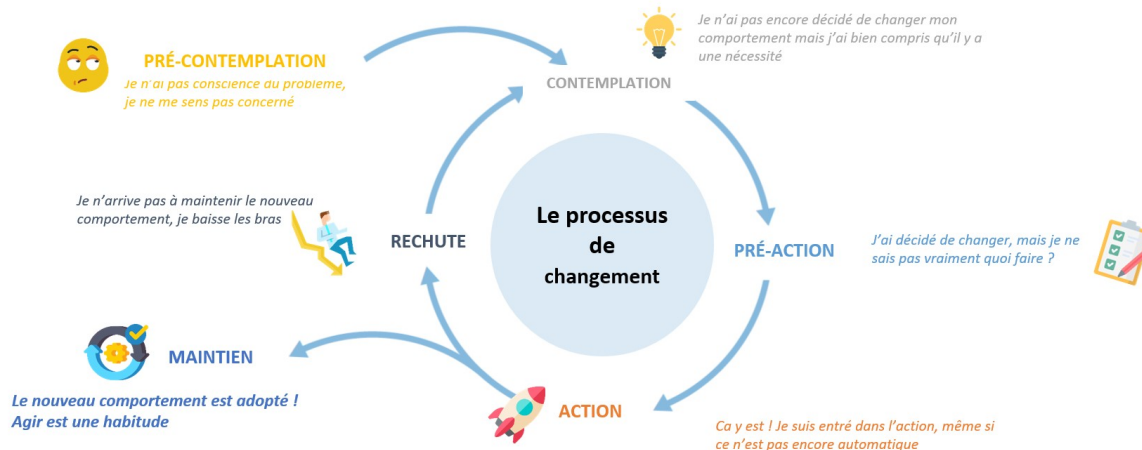 PRÉ-CONTEMPLATION
Je n'ai pas conscience du problème,
je ne me sens pas concerné
Je n'ai pas encore décidé de changer mon
comportement mais j'ai bien compris qu'il y a
une nécessité
CONTEMPLATION
Je n'arrive pas à maintenir le nouveau
comportement, je baisse les bras
RECHUTE
Le processus
de
changement
PRÉ-ACTION
J'ai décidé de changer, mais je ne
sais pas vraiment quoi faire ?
MAINTIEN
Le nouveau comportement est adopté !
Agir est une habitude
ACTION
Ca y est ! Je suis entré dans l'action, même si
ce n'est pas encore automatique